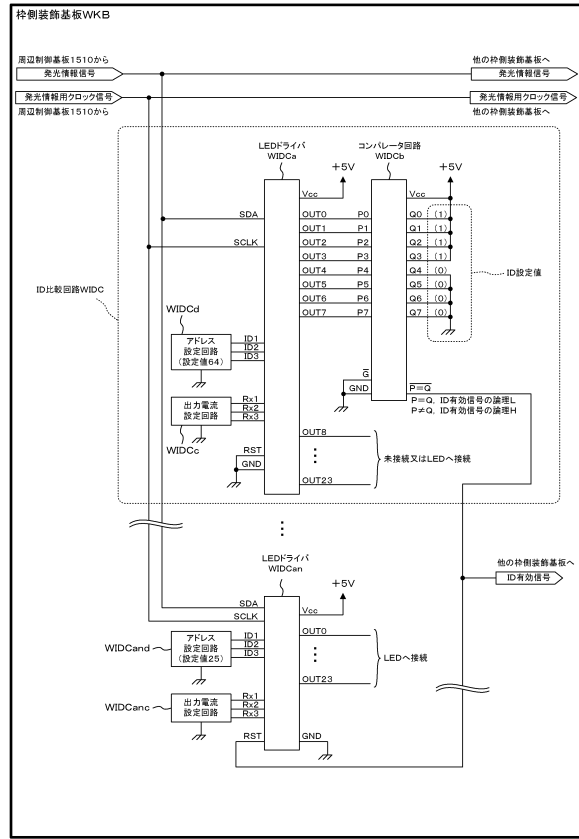 枠側装飾基板WKB
周辺制御基板1510から
発光情報信号
他の枠側装飾基板へ
発光情報信号
発光情報用クロック信号
周辺制御基板1510から
発光情報用クロック信号
他の枠側装飾基板へ
LEDドライバ
WIDCa
コンパレータ回路
WIDCb
+5V
+5V
Vcc
Vcc
SDA
OUT0 P0 Q0 (1)
OUT1 P1 Q1 (1)
SCLK
OUT2 P2 Q2 (1)
OUT3 P3 Q3 (1)
OUT4 P4 Q4 (0)
OUT5 P5 Q5 (0)
OUT6 P6 Q6 (0)
OUT7 P7 Q7 (0)
ID設定値
ID比較回路WIDC
WIDCd
アドレス
設定回路
(設定値64)
ID1
ID2
ID3
G
GND
P=Q
P=Q, ID有効信号の論理L
P≠Q, ID有効信号の論理H
出力電流
設定回路
Rx1
Rx2
Rx3
WIDCc
OUT8
⋮
OUT23
未接続又はLEDへ接続
RST
GND
⋮
LEDドライバ
WIDCan
+5V
Vcc
他の枠側装飾基板へ
ID有効信号
SDA
SCLK
WIDCand
アドレス
設定回路
(設定値25)
ID1
ID2
ID3
OUT0
⋮
OUT23
LEDへ接続
WIDCanc
出力電流
設定回路
Rx1
Rx2
Rx3
RST
GND